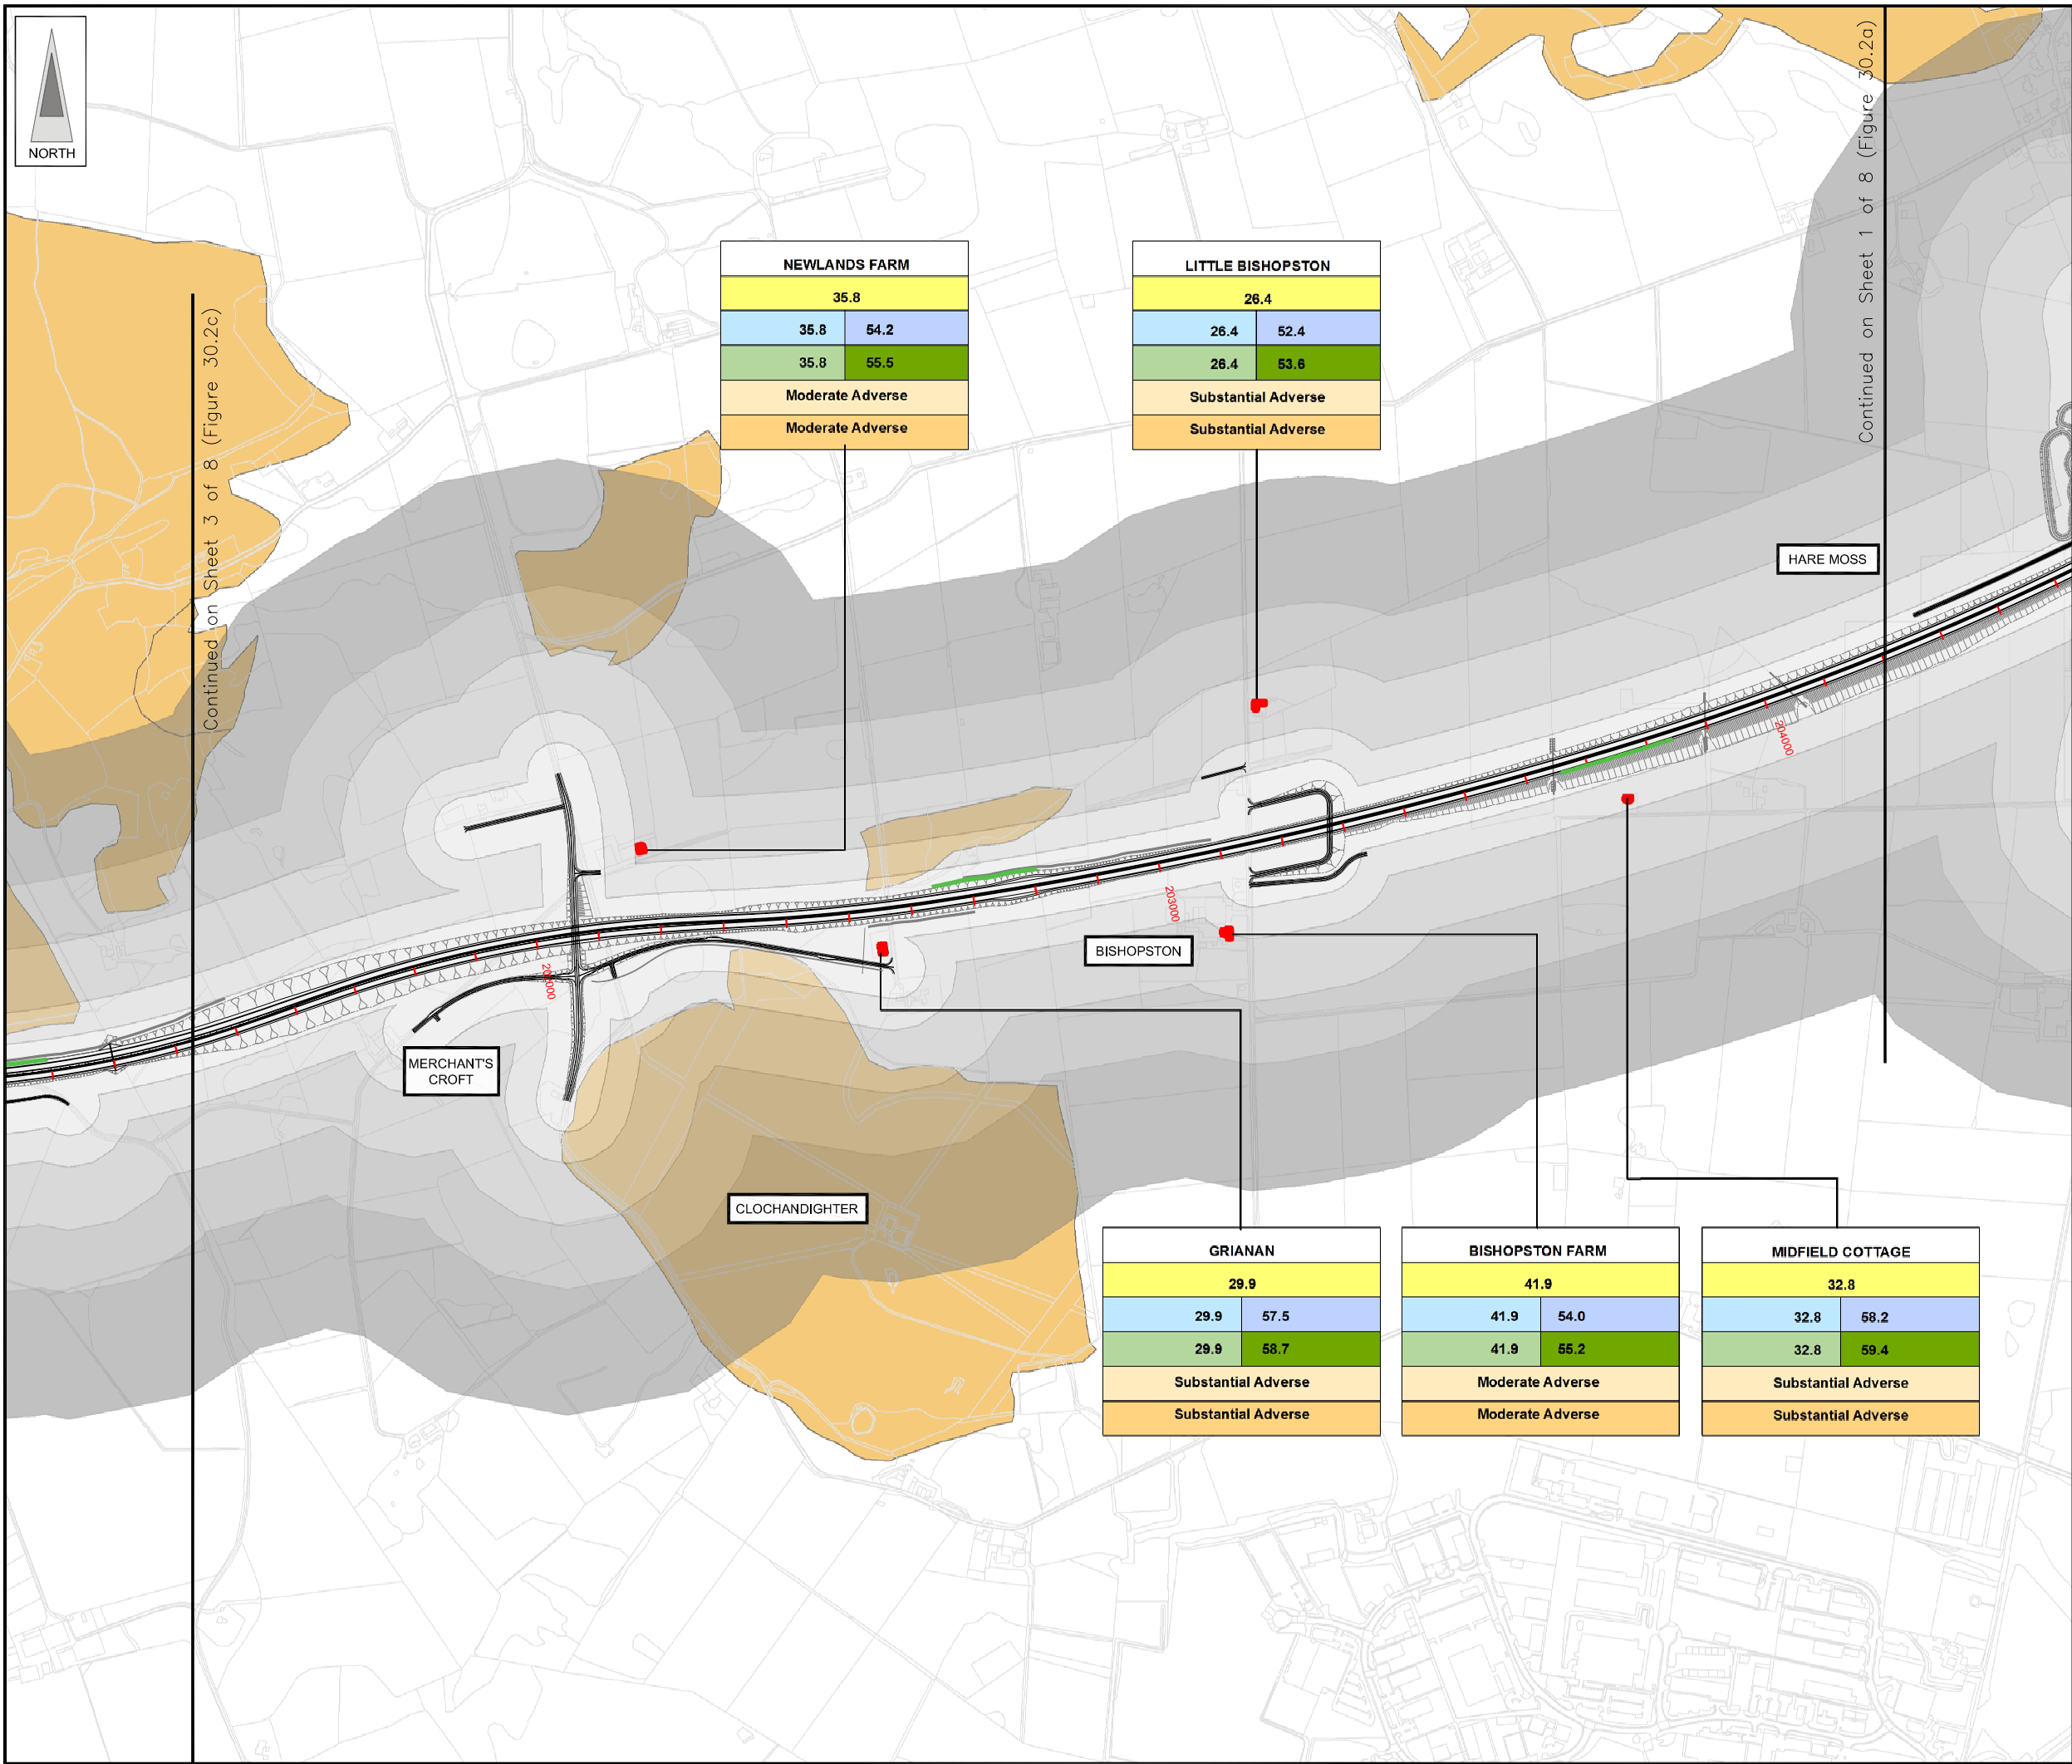 NORTH
Continued on Sheet 3 of 8 (Figure 30.2c)
Continued on Sheet 1 of 8 (Figure 30.2a)
NEWLANDS FARM
35.8
35.8 54.2
35.8 55.5
Moderate Adverse
Moderate Adverse
LITTLE BISHOPSTON
26.4
26.4 52.4
26.4 53.6
Substantial Adverse
Substantial Adverse
HARE MOSS
204000
203000
BISHOPSTON
202000
MERCHANT'S
CROFT
CLOCHANDIGHTER
GRIANAN
29.9
29.9 57.5
29.9 58.7
Substantial Adverse
Substantial Adverse
BISHOPSTON FARM
41.9
41.9 54.0
41.9 55.2
Moderate Adverse
Moderate Adverse
MIDFIELD COTTAGE
32.8
32.8 58.2
32.8 59.4
Substantial Adverse
Substantial Adverse